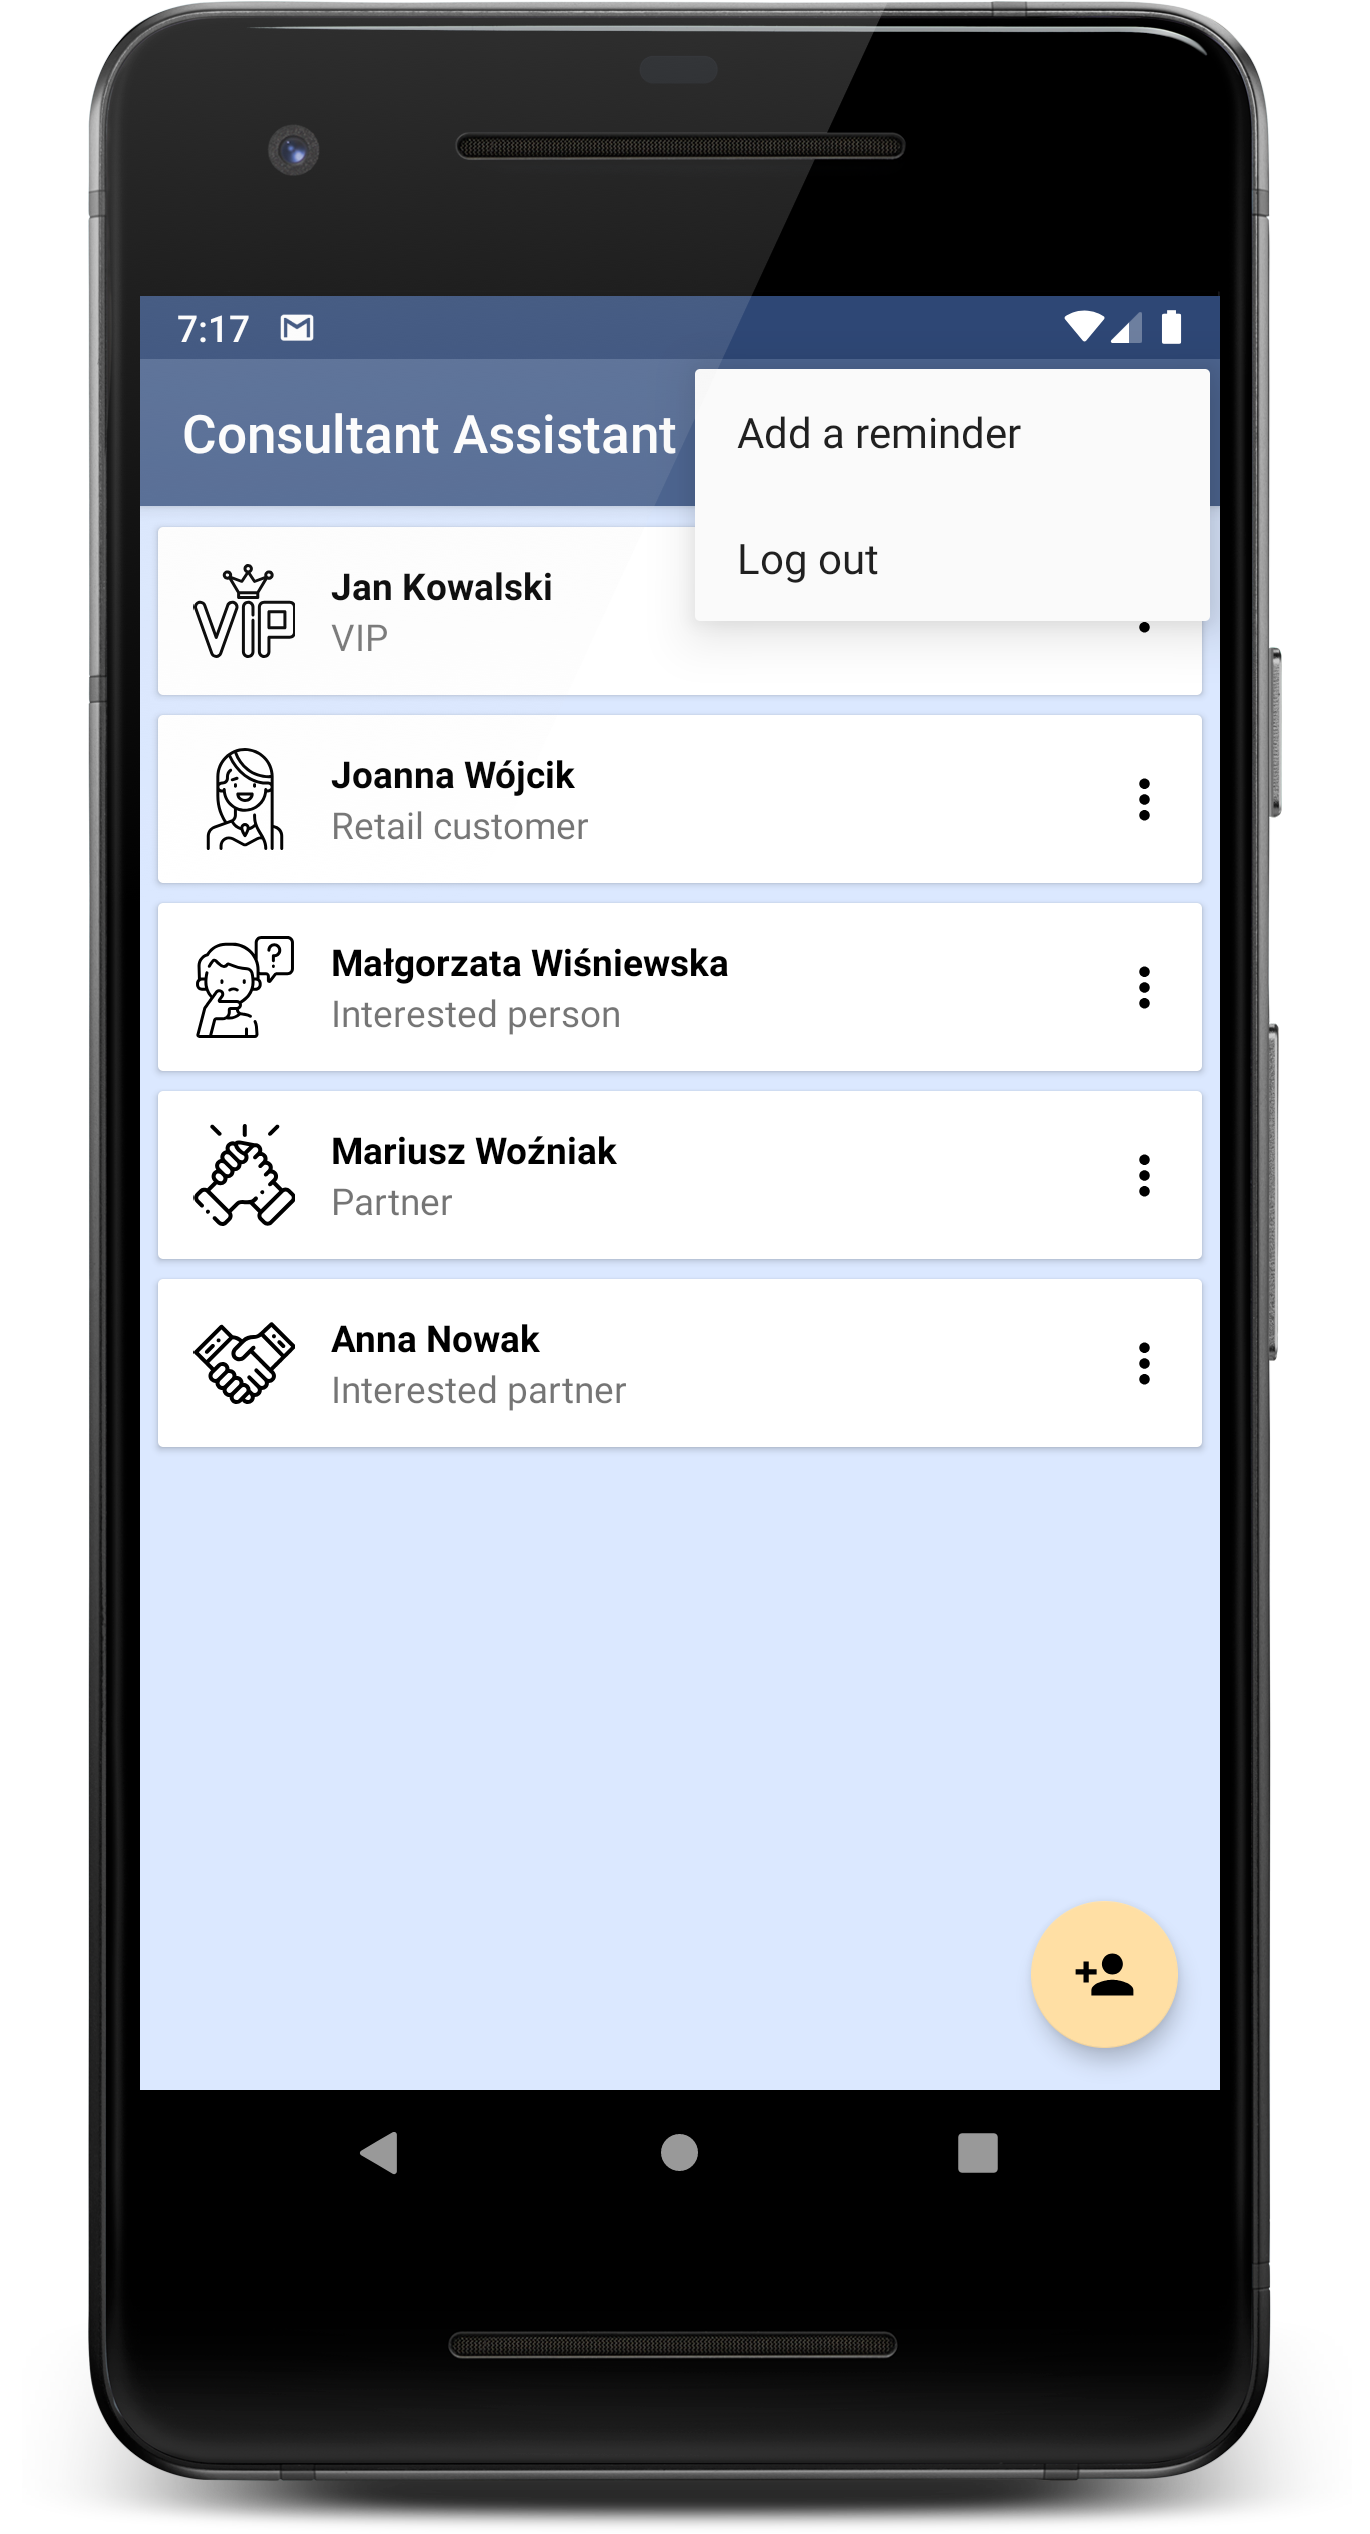 7:17
Consultant Assistant
Add a reminder
Log out
Jan Kowalski
VIP
VIP
Joanna Wójcik
Retail customer
?
Małgorzata Wiśniewska
Interested person
Mariusz Woźniak
Partner
Anna Nowak
Interested partner